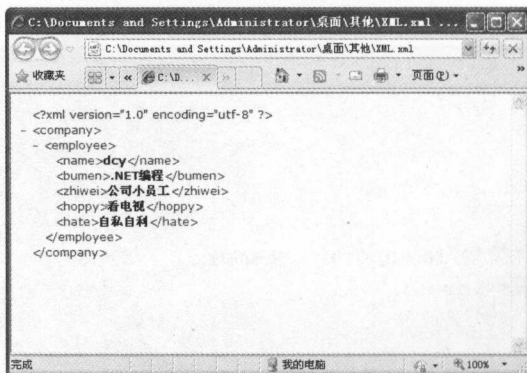 C:\Documents and Settings\Administrator\桌面\其他\XML.xml ...
C:\Documents and Settings\Administrator\桌面\其他\XML.xml
收藏夹
C:\D...
页面(P)
<?xml version="1.0" encoding="utf-8" ?>
- <company>
- <employee>
<name>dcy</name>
<bumen>.NET编程</bumen>
<zhiwei>公司小员工</zhiwei>
<hoppy>看电视</hoppy>
<hate>自私自利</hate>
</employee>
</company>
完成
我的电脑
100%